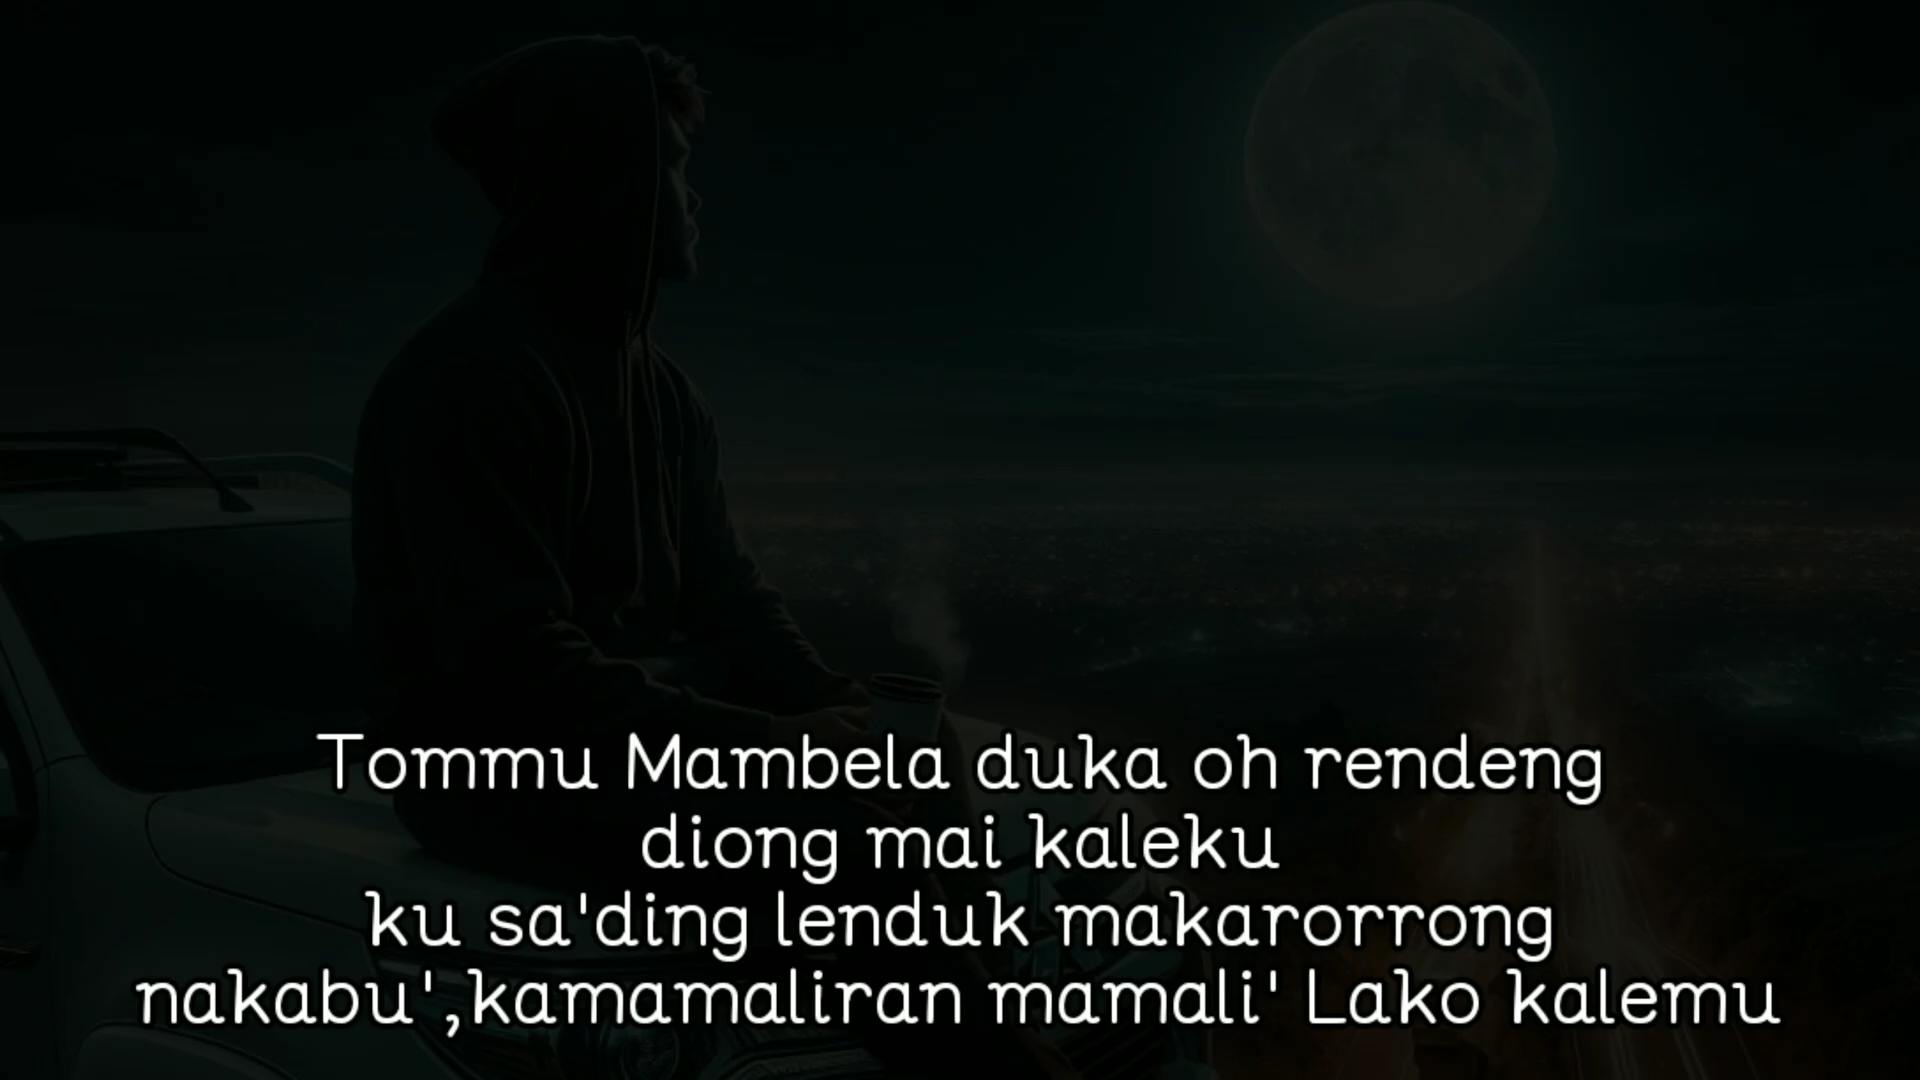 Tommu Mambela duka oh rendeng
diong mai kaleku
ku sa'ding lenduk makarorrong
nakabu',kamamaliran mamali' Lako kalemu